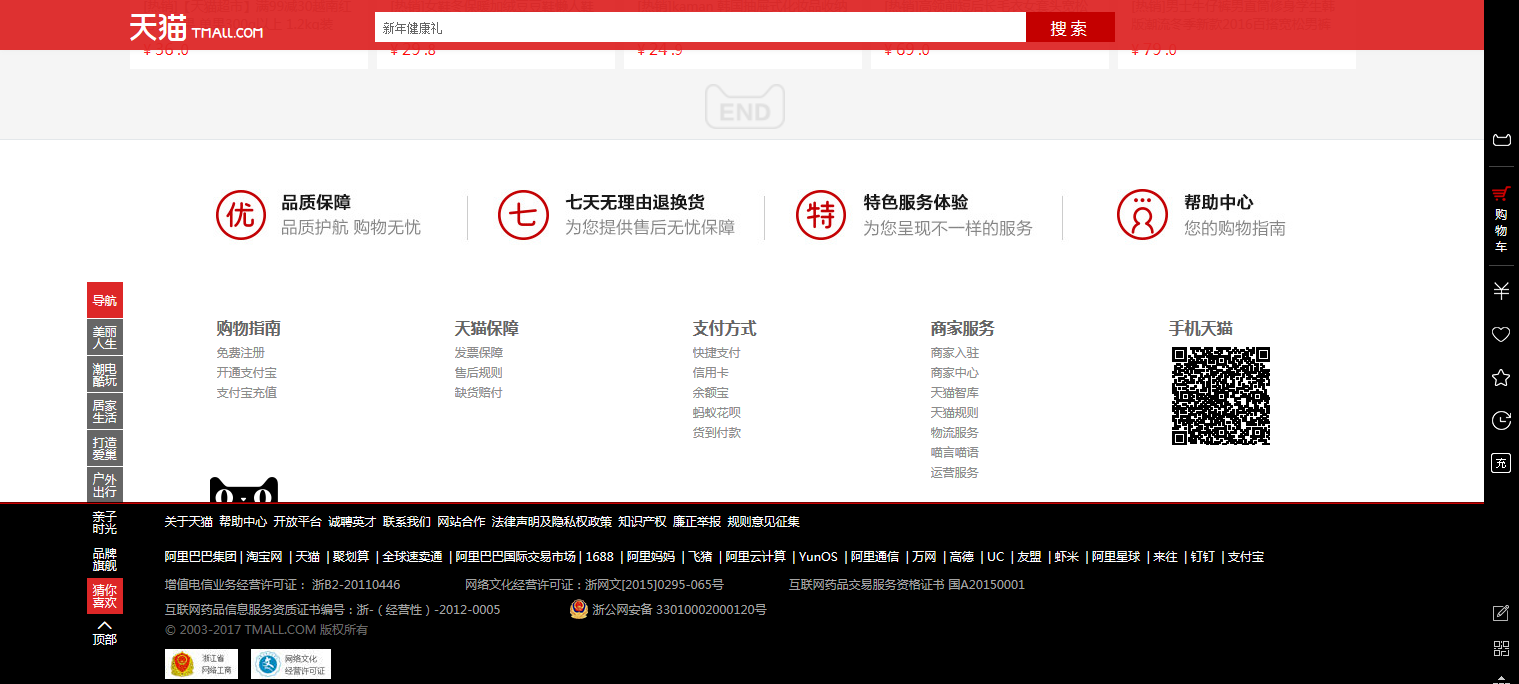 天猫 TMALL.COM
新年健康礼
搜 索
END
优
品质保障
品质护航 购物无忧
七
七天无理由退换货
为您提供售后无忧保障
特
特色服务体验
为您呈现不一样的服务
帮助中心
您的购物指南
购物指南
免费注册
开通支付宝
支付宝充值
天猫保障
发票保障
售后规则
缺货赔付
支付方式
快捷支付
信用卡
余额宝
蚂蚁花呗
货到付款
商家服务
商家入驻
商家中心
天猫智库
天猫规则
物流服务
喵言喵语
运营服务
手机天猫
导航
美丽
人生
潮电
酷玩
居家
生活
打造
爱巢
户外
出行
亲子
时光
品牌
旗舰
猜你
喜欢
顶部
购
物
车
充
关于天猫 帮助中心 开放平台 诚聘英才 联系我们 网站合作 法律声明及隐私权政策 知识产权 廉正举报 规则意见征集
阿里巴巴集团 | 淘宝网 | 天猫 | 聚划算 | 全球速卖通 | 阿里巴巴国际交易市场 | 1688 | 阿里妈妈 | 飞猪 | 阿里云计算 | YunOS | 阿里通信 | 万网 | 高德 | UC | 友盟 | 虾米 | 阿里星球 | 来往 | 钉钉 | 支付宝
增值电信业务经营许可证： 浙B2-20110446 网络文化经营许可证：浙网文[2015]0295-065号 互联网药品交易服务资格证书 国A20150001
互联网药品信息服务资质证书编号：浙-（经营性）-2012-0005 浙公网安备 33010002000120号
© 2003-2017 TMALL.COM 版权所有
浙江省
网络工商
网络文化
经营许可证